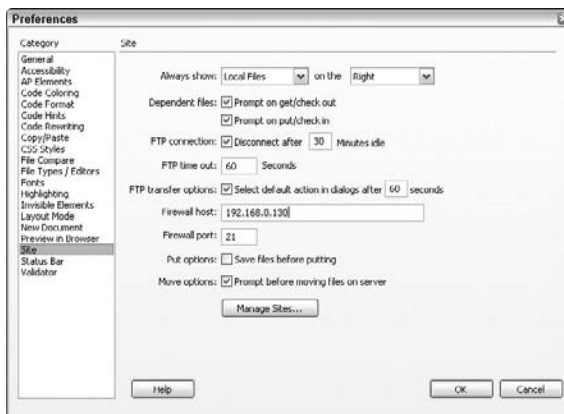 Preferences
Category
Site
General
Accessibility
AP Elements
Code Coloring
Code Format
Code Hints
Code Rewriting
Copy/Paste
CSS Styles
File Compare
File Types / Editors
Fonts
Highlighting
Invisible Elements
Layout Mode
New Document
Preview in Browser
Site
Status Bar
Validator
Always show: Local Files on the Right
Dependent files: Prompt on get/check out
Prompt on put/check in
FTP connection: Disconnect after 30 Minutes idle
FTP time out: 60 Seconds
FTP transfer options: Select default action in dialogs after 60 seconds
Firewall host: 192.168.0.130
Firewall port: 21
Put options: Save files before putting
Move options: Prompt before moving files on server
Manage Sites...
Help OK Cancel